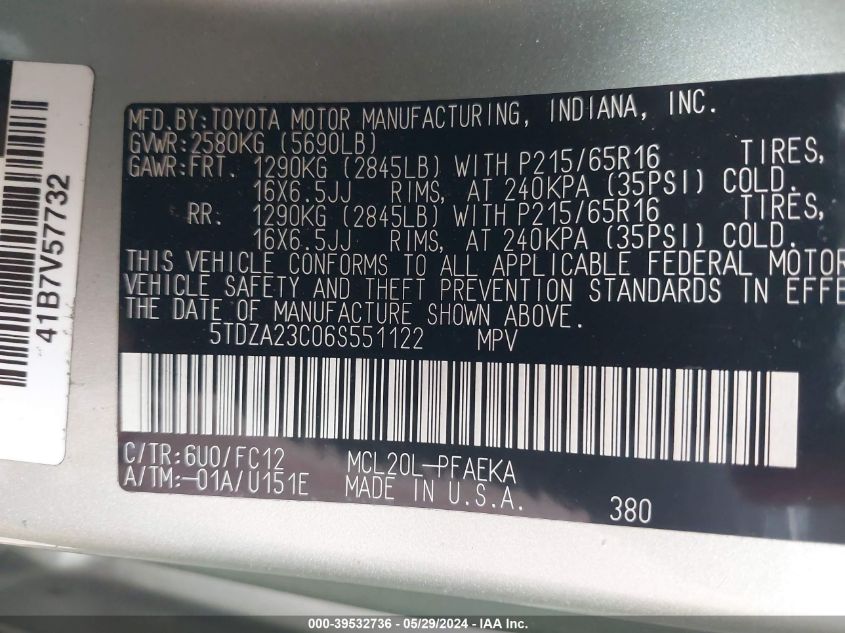 MFD.BY:TOYOTA MOTOR MANUFACTURING, INDIANA, INC.
GVWR:2580KG (5690LB)
GAWR:FRT. 1290KG (2845LB) WITH P215/65R16 TIRES,
16X6.5JJ RIMS, AT 240KPA (35PSI) COLD.
RR. 1290KG (2845LB) WITH P215/65R16 TIRES,
16X6.5JJ RIMS, AT 240KPA (35PSI) COLD.
THIS VEHICLE CONFORMS TO ALL APPLICABLE FEDERAL MOTOR
VEHICLE SAFETY AND THEFT PREVENTION STANDARDS IN EFFE
THE DATE OF MANUFACTURE SHOWN ABOVE.
5TDZA23C06S551122 MPV
C/TR:6U0/FC12 MCL20L-PFAEKA
A/TM:-01A/U151E MADE IN U.S.A.
380
41B7V57732
000-39532736 - 05/29/2024 - IAA Inc.